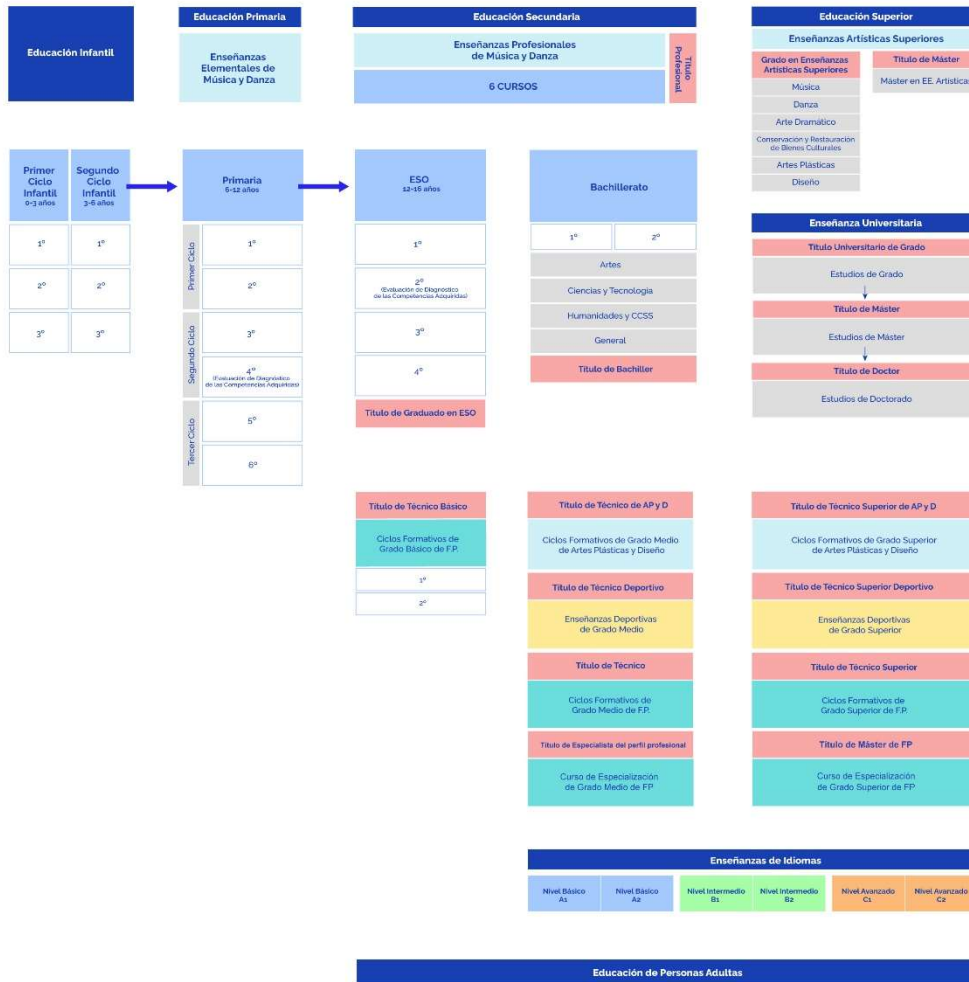 Educación Infantil
Educación Primaria
Enseñanzas
Elementales de
Música y Danza
Educación Secundaria
Enseñanzas Profesionales
de Música y Danza
6 CURSOS
Título
Profesional
Educación Superior
Enseñanzas Artísticas Superiores
Grado en Enseñanzas
Artísticas Superiores
Música
Danza
Arte Dramático
Conservación y Restauración
de Bienes Culturales
Artes Plásticas
Diseño
Título de Máster
Máster en EE. Artísticas
Primer
Ciclo
Infantil
0-3 años
1º
2º
3º
Segundo
Ciclo
Infantil
3-6 años
1º
2º
3º
Primaria
6-12 años
Primer Ciclo
1º
2º
Segundo Ciclo
3º
4º
(Evaluación de Diagnóstico
de las Competencias Adquiridas)
Tercer Ciclo
5º
6º
ESO
12-16 años
1º
2º
(Evaluación de Diagnóstico
de las Competencias Adquiridas)
3º
4º
Título de Graduado en ESO
Bachillerato
1º
2º
Artes
Ciencias y Tecnología
Humanidades y CCSS
General
Título de Bachiller
Enseñanza Universitaria
Título Universitario de Grado
Estudios de Grado
Título de Máster
Estudios de Máster
Título de Doctor
Estudios de Doctorado
Título de Técnico Básico
Ciclos Formativos de
Grado Básico de F.P.
1º
2º
Título de Técnico de AP y D
Ciclos Formativos de Grado Medio
de Artes Plásticas y Diseño
Título de Técnico Deportivo
Enseñanzas Deportivas
de Grado Medio
Título de Técnico
Ciclos Formativos de
Grado Medio de F.P.
Título de Especialista del perfil profesional
Curso de Especialización
de Grado Medio de FP
Título de Técnico Superior de AP y D
Ciclos Formativos de Grado Superior
de Artes Plásticas y Diseño
Título de Técnico Superior Deportivo
Enseñanzas Deportivas
de Grado Superior
Título de Técnico Superior
Ciclos Formativos de
Grado Superior de F.P.
Título de Máster de FP
Curso de Especialización
de Grado Superior de FP
Enseñanzas de Idiomas
Nivel Básico
A1
Nivel Básico
A2
Nivel Intermedio
B1
Nivel Intermedio
B2
Nivel Avanzado
C1
Nivel Avanzado
C2
Educación de Personas Adultas